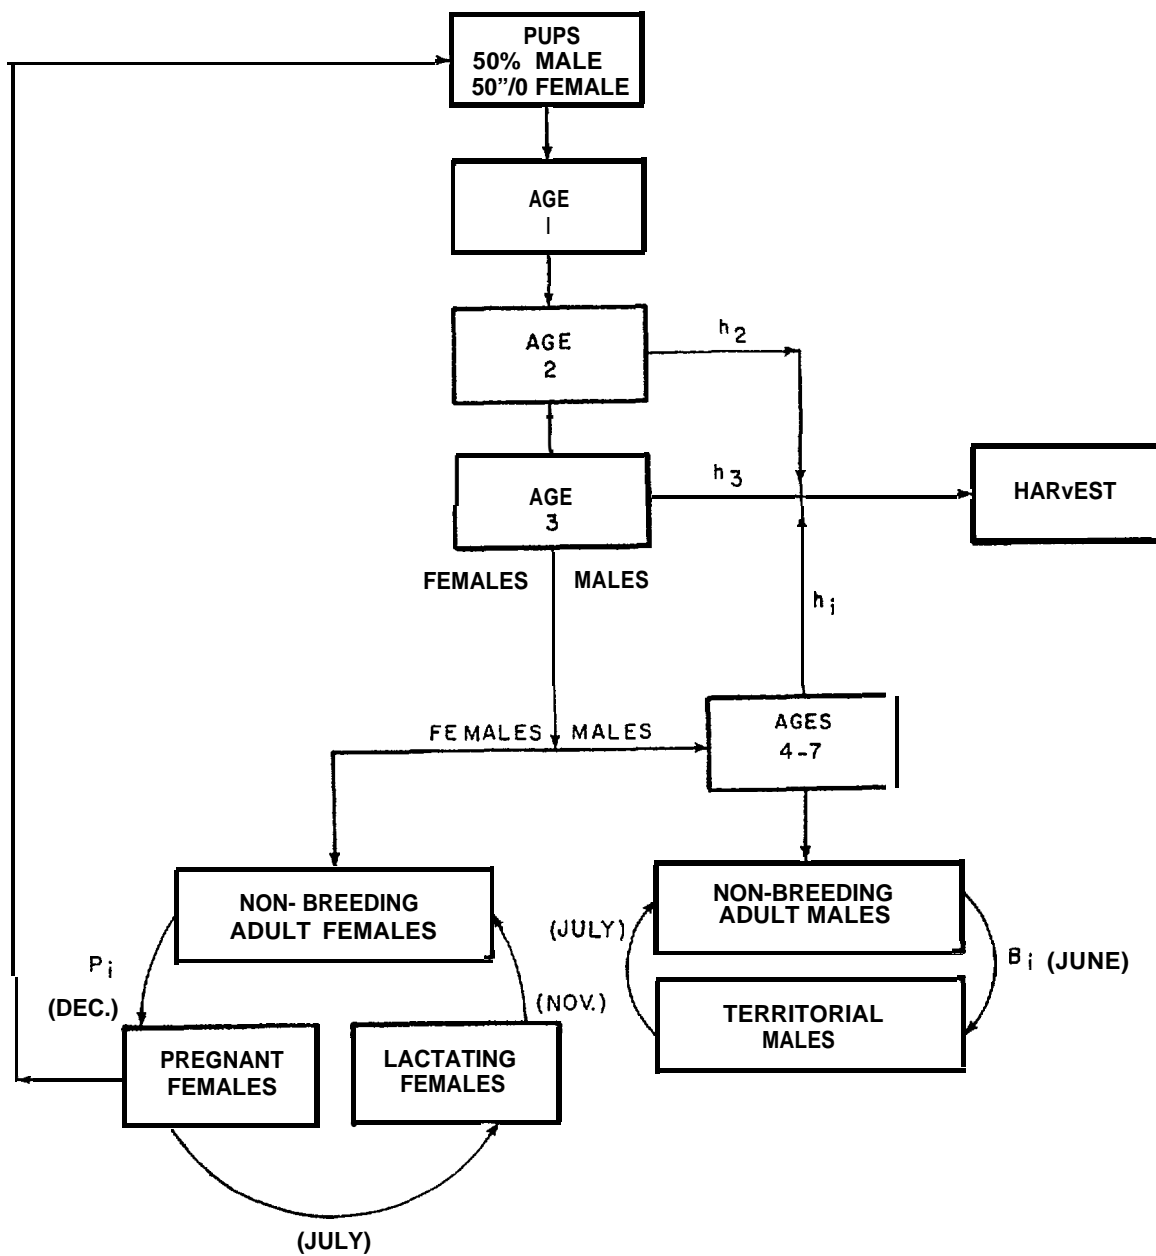 PUPS
50% MALE
50”/0 FEMALE
AGE
1
AGE
2
h2
AGE
3
h3
HARvEST
FEMALES MALES
hi
FEMALES MALES
AGES
4-7
NON- BREEDING
ADULT FEMALES
NON-BREEDING
ADULT MALES
(JULY)
Pi
(DEC.)
(NOV.)
Bi (JUNE)
PREGNANT
FEMALES
LACTATING
FEMALES
TERRITORIAL
MALES
(JULY)